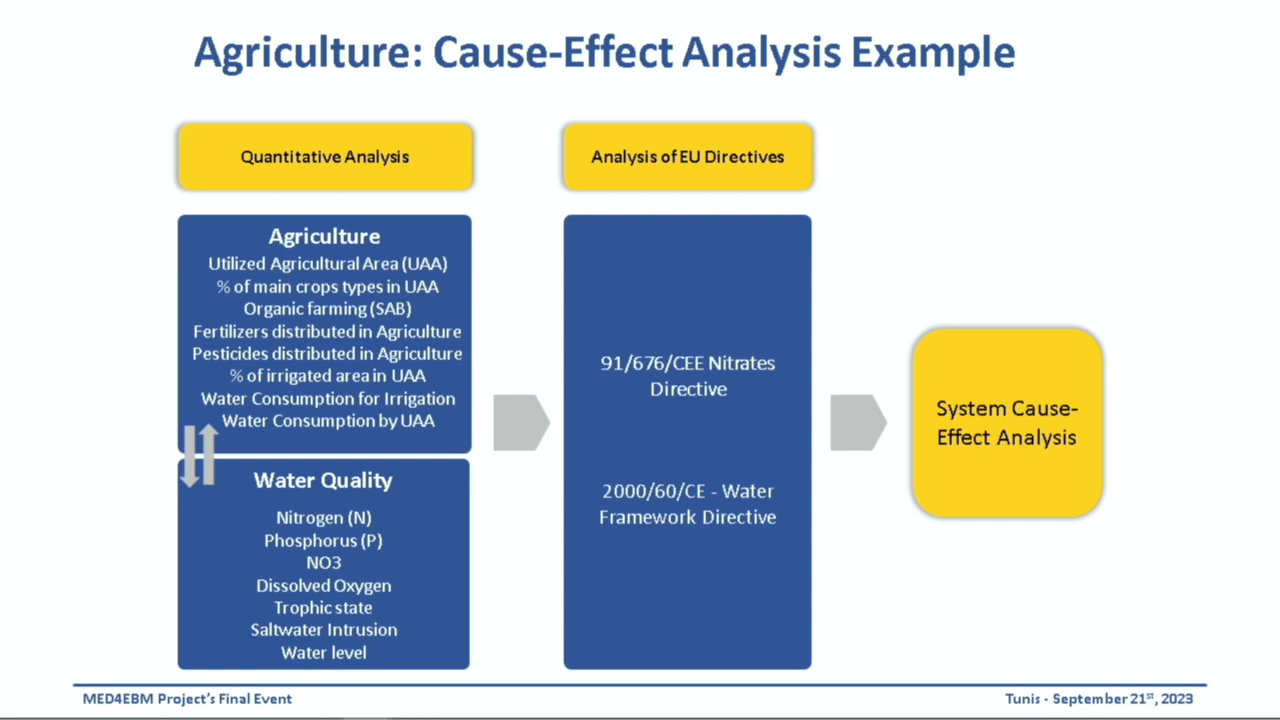 Agriculture: Cause-Effect Analysis Example
Quantitative Analysis
Analysis of EU Directives
Agriculture
Utilized Agricultural Area (UAA)
% of main crops types in UAA
Organic farming (SAB)
Fertilizers distributed in Agriculture
Pesticides distributed in Agriculture
% of irrigated area in UAA
Water Consumption for Irrigation
Water Consumption by UAA
Water Quality
Nitrogen (N)
Phosphorus (P)
NO3
Dissolved Oxygen
Trophic state
Saltwater Intrusion
Water level
91/676/CEE Nitrates
Directive
2000/60/CE - Water
Framework Directive
System Cause-
Effect Analysis
MED4EBM Project's Final Event
Tunis - September 21st, 2023